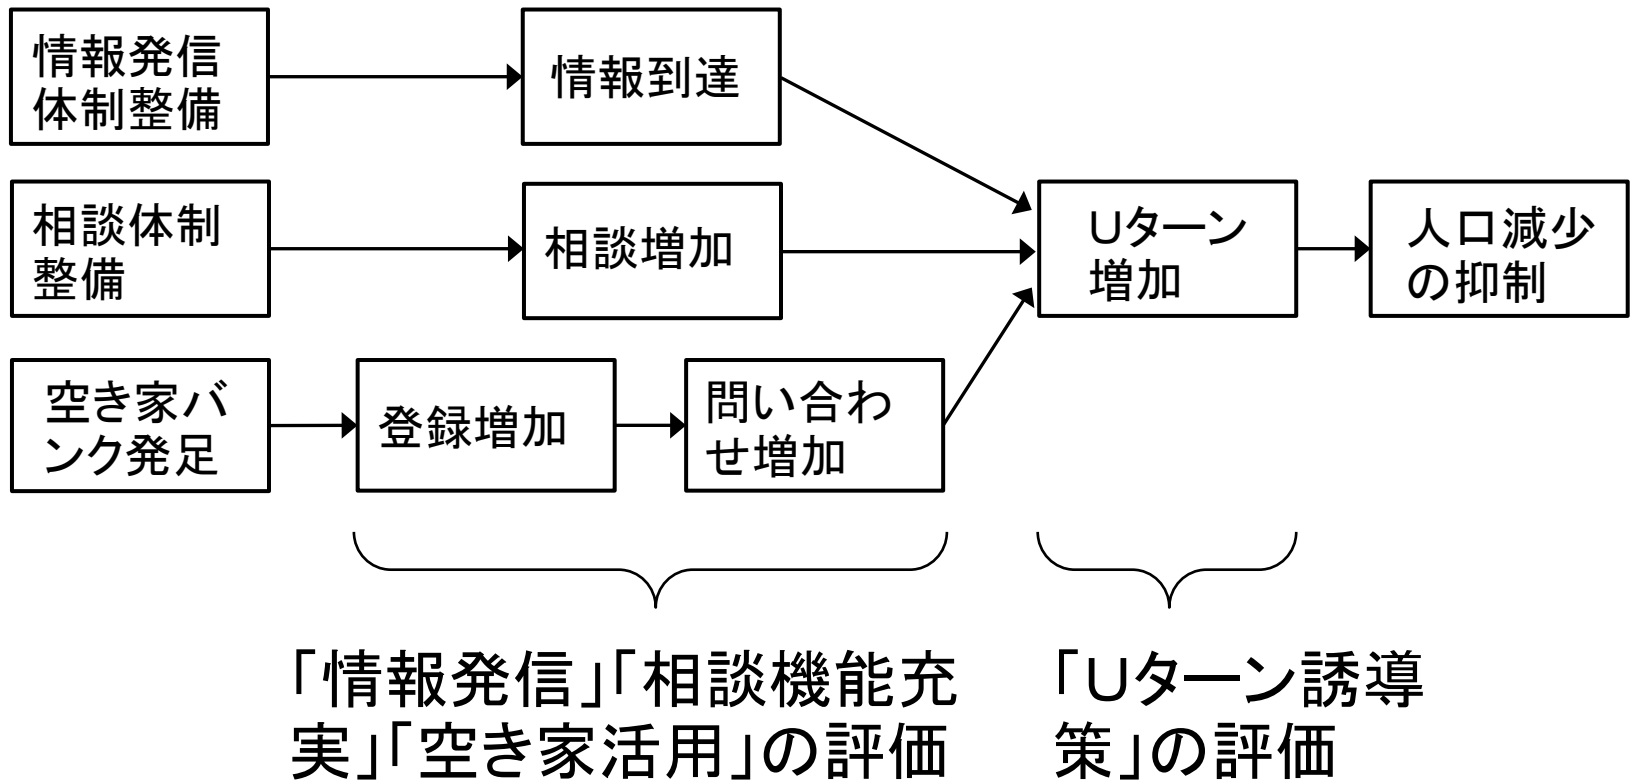 情報発信
体制整備
情報到達
相談体制
整備
相談増加
Uターン
増加
人口減少
の抑制
空き家バ
ンク発足
登録増加
問い合わ
せ増加
「情報発信」「相談機能充
実」「空き家活用」の評価
「Uターン誘導
策」の評価